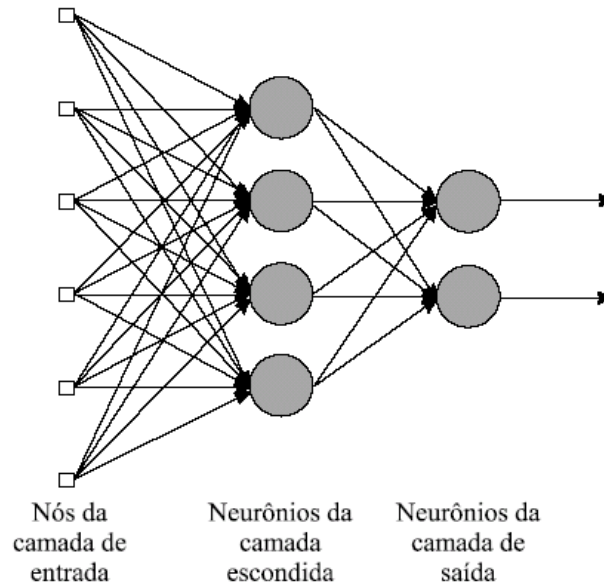 Nós da
camada de
entrada
Neurônios da
camada
escondida
Neurônios da
camada de
saída